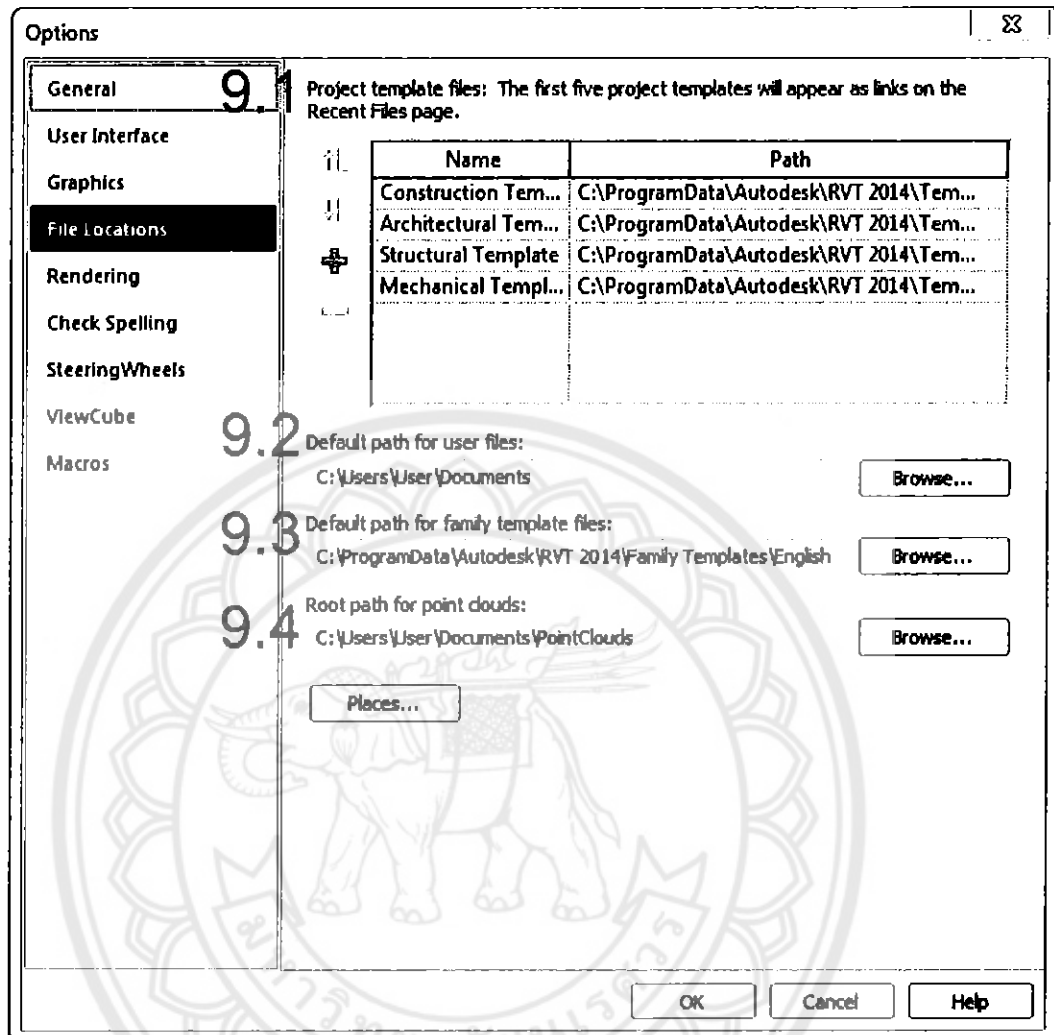 Options
General
User Interface
Graphics
File Locations
Rendering
Check Spelling
SteeringWheels
ViewCube
Macros
9.1 Project template files: The first five project templates will appear as links on the
Recent Files page.
Name Path
Construction Tem... C:\ProgramData\Autodesk\RVT 2014\Tem...
Architectural Tem... C:\ProgramData\Autodesk\RVT 2014\Tem...
Structural Template C:\ProgramData\Autodesk\RVT 2014\Tem...
Mechanical Templ... C:\ProgramData\Autodesk\RVT 2014\Tem...
9.2 Default path for user files:
C:\Users\User\Documents Browse...
9.3 Default path for family template files:
C:\ProgramData\Autodesk\RVT 2014\Family Templates\English Browse...
9.4 Root path for point clouds:
C:\Users\User\Documents\PointClouds Browse...
Places...
OK Cancel Help